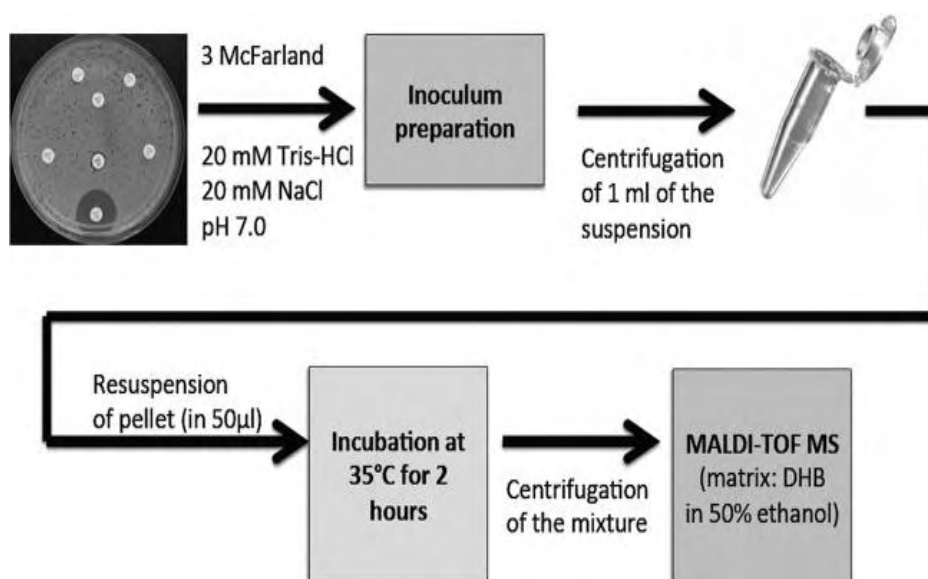 3 McFarland
20 mM Tris-HCl
20 mM NaCl
pH 7.0
Inoculum
preparation
Centrifugation
of 1 ml of the
suspension
Resuspension
of pellet (in 50µl)
Incubation at
35°C for 2
hours
Centrifugation
of the mixture
MALDI-TOF MS
(matrix: DHB
in 50% ethanol)